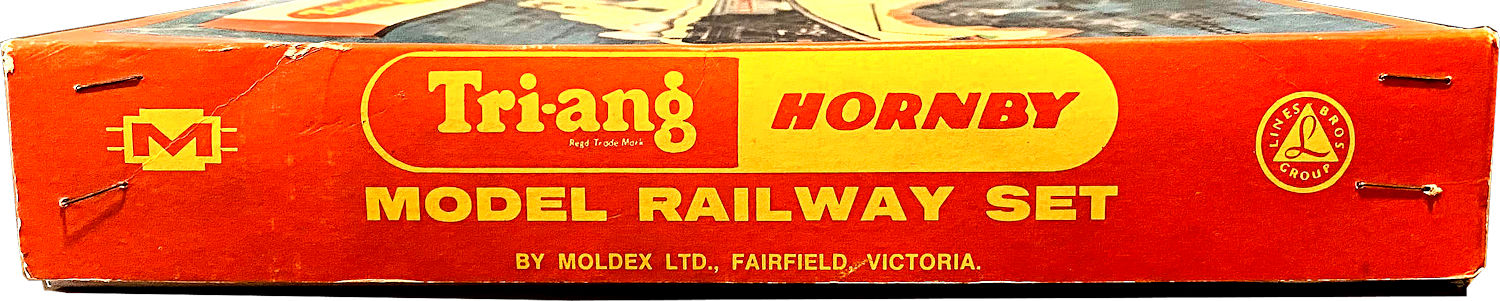 Tri-ang HORNBY
Regd Trade Mark
M
LINES BROS GROUP
L
MODEL RAILWAY SET
BY MOLDEX LTD., FAIRFIELD, VICTORIA.